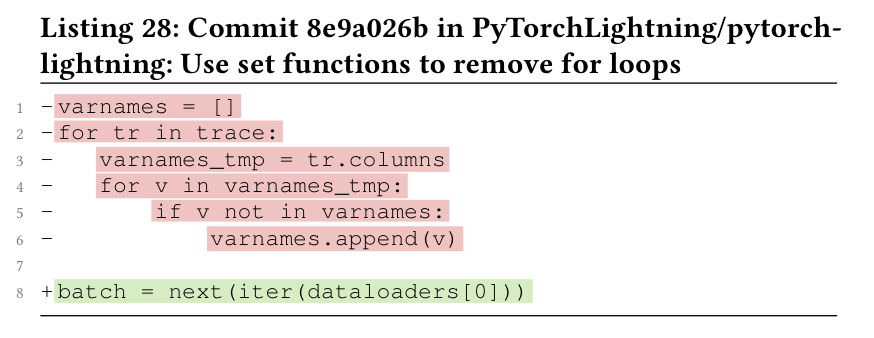 Listing 28: Commit 8e9a026b in PyTorchLightning/pytorch-
lightning: Use set functions to remove for loops
1 -varnames = []
2 -for tr in trace:
3 -    varnames_tmp = tr.columns
4 -    for v in varnames_tmp:
5 -        if v not in varnames:
6 -            varnames.append(v)
7
8 +batch = next(iter(dataloaders[0]))